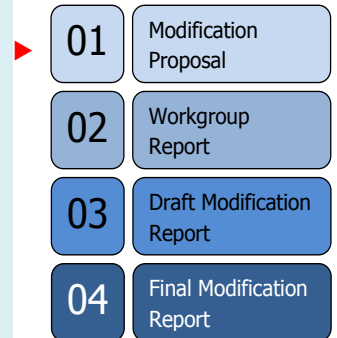 01
Modification
Proposal
02
Workgroup
Report
03
Draft Modification
Report
04
Final Modification
Report